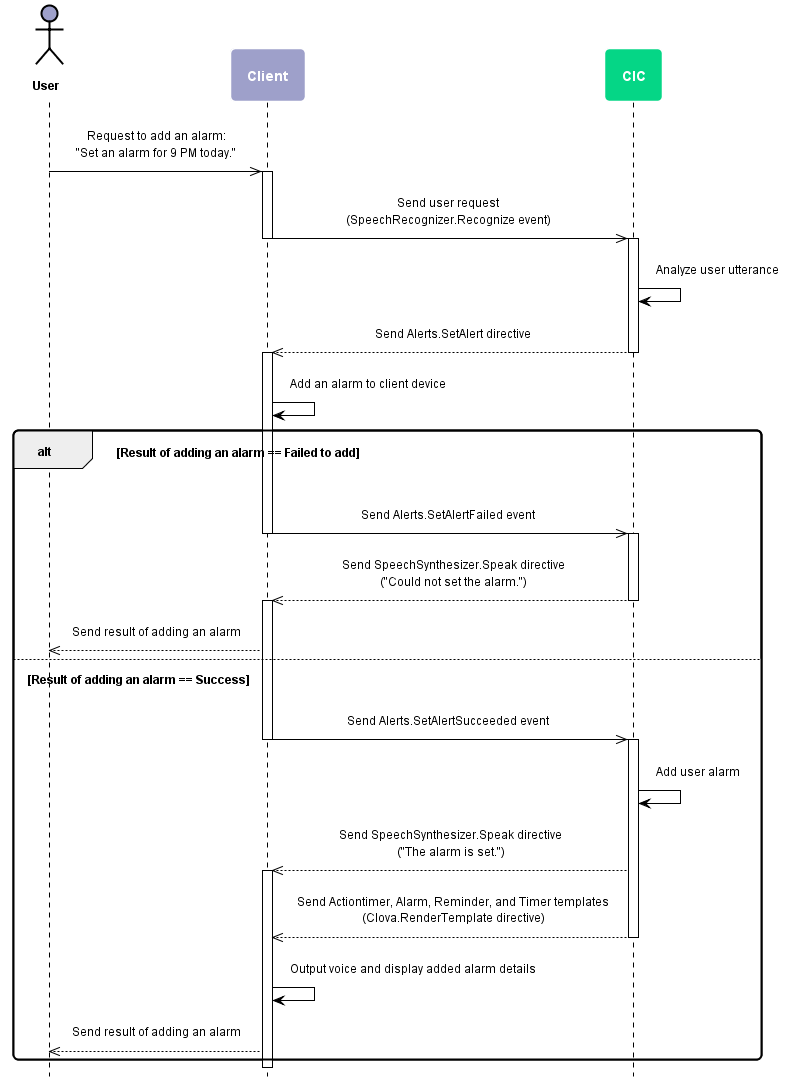 User
Client
CIC
Request to add an alarm:
"Set an alarm for 9 PM today."
Send user request
(SpeechRecognizer.Recognize event)
Analyze user utterance
Send Alerts.SetAlert directive
Add an alarm to client device
alt
[Result of adding an alarm == Failed to add]
Send Alerts.SetAlertFailed event
Send SpeechSynthesizer.Speak directive
("Could not set the alarm.")
Send result of adding an alarm
[Result of adding an alarm == Success]
Send Alerts.SetAlertSucceeded event
Add user alarm
Send SpeechSynthesizer.Speak directive
("The alarm is set.")
Send Actiontimer, Alarm, Reminder, and Timer templates
(Clova.RenderTemplate directive)
Output voice and display added alarm details
Send result of adding an alarm